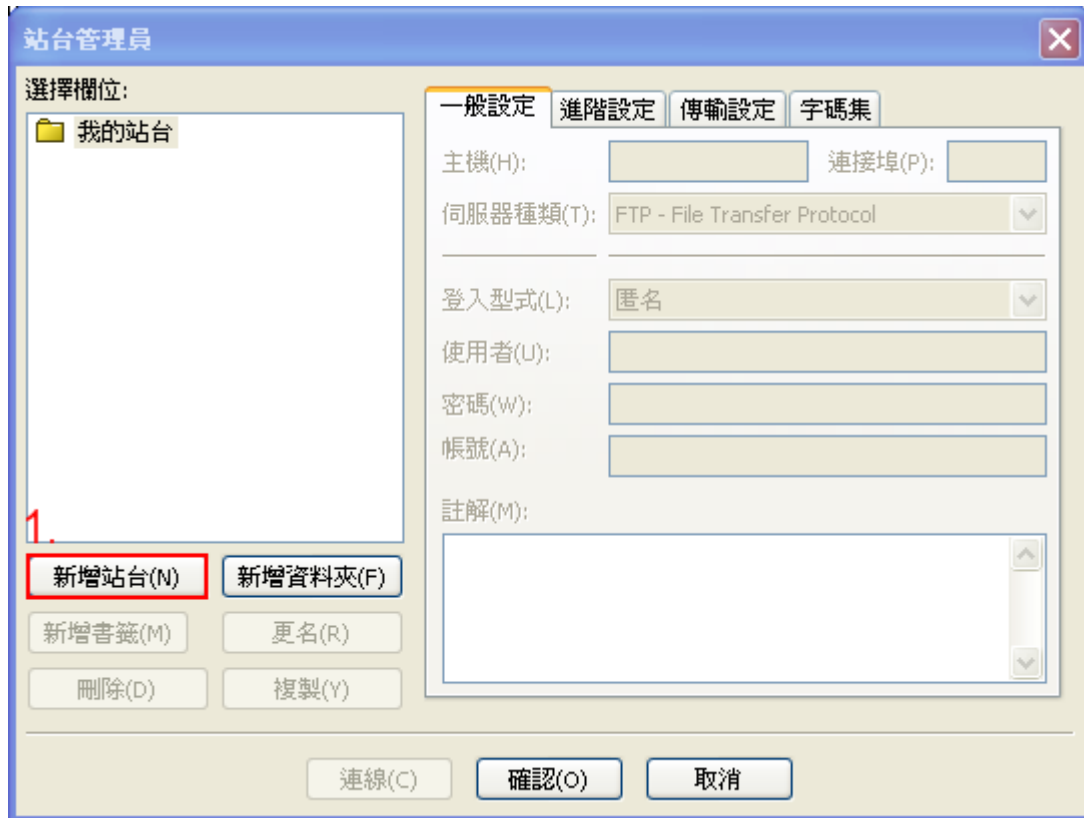 站台管理員
選擇欄位:
我的站台
1.
新增站台(N) 新增資料夾(F)
新增書籤(M) 更名(R)
刪除(D) 複製(Y)
一般設定 進階設定 傳輸設定 字碼集
主機(H): 連接埠(P):
伺服器種類(T): FTP - File Transfer Protocol
登入型式(L): 匿名
使用者(U):
密碼(W):
帳號(A):
註解(M):
連線(C) 確認(O) 取消